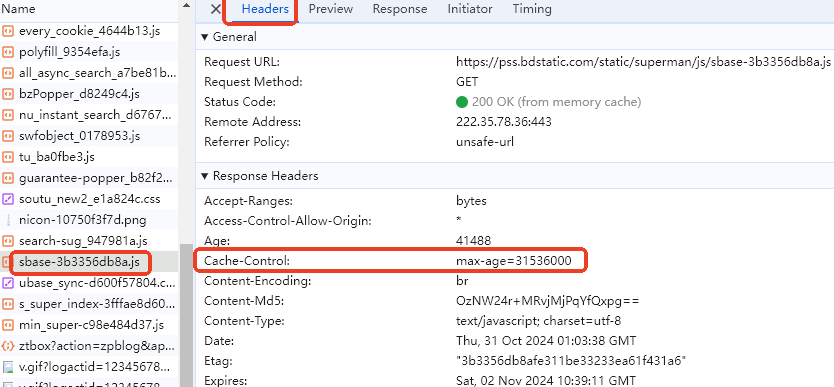 Name
every_cookie_4644b13.js
polyfill_9354efa.js
all_async_search_a7be81b...
bzPopper_d8249c4.js
nu_instant_search_d6767...
swfobject_0178953.js
tu_ba0fbe3.js
guarantee-popper_b82f2...
soutu_new2_e1a824c.css
nicon-10750f3f7d.png
search-sug_947981a.js
sbase-3b3356db8a.js
ubase_sync-d600f57804.c...
s_super_index-3fffae8d60...
min_super-c98e484d37.js
ztbox?action=zpblog&ap...
v.gif?logactid=12345678...
v.gif?logactid=12345678...
Headers Preview Response Initiator Timing
General
Request URL: https://pss.bdstatic.com/static/superman/js/sbase-3b3356db8a.js
Request Method: GET
Status Code: 200 OK (from memory cache)
Remote Address: 222.35.78.36:443
Referrer Policy: unsafe-url
Response Headers
Accept-Ranges: bytes
Access-Control-Allow-Origin: *
Age: 41488
Cache-Control: max-age=31536000
Content-Encoding: br
Content-Md5: OzNW24r+MRvjMjPqYfQxpg==
Content-Type: text/javascript; charset=utf-8
Date: Thu, 31 Oct 2024 01:03:38 GMT
Etag: "3b3356db8afe311be33233ea61f431a6"
Expires: Sat, 02 Nov 2024 10:39:11 GMT